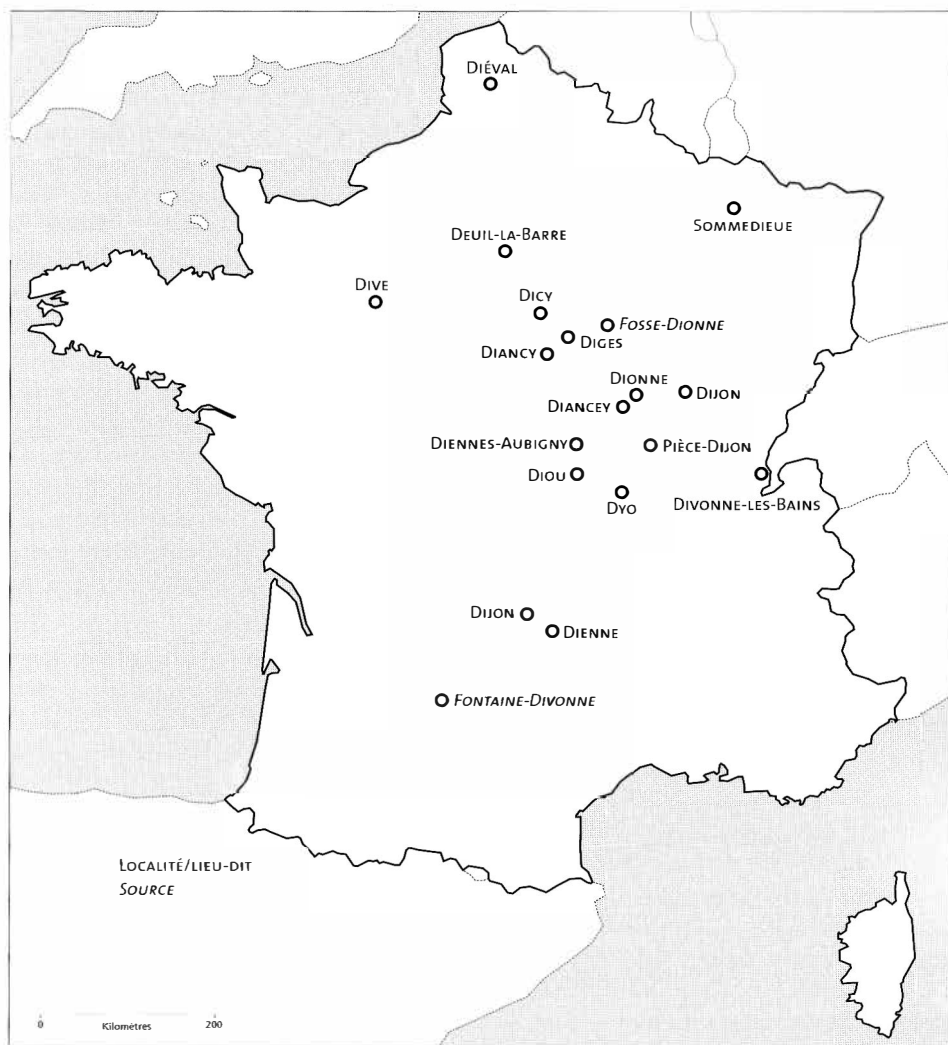 DIÉVAL
SOMMEDIEUE
DEUIL-LA-BARRE
DIVE
DICY
FOSSE-DIONNE
DIGES
DIANCY
DIONNE
DIJON
DIANCEY
DIENNES-AUBIGNY
PIÈCE-DIJON
DIOU
DYO
DIVONNE-LES-BAINS
DIJON
DIENNE
FONTAINE-DIVONNE
LOCALITÉ/LIEU-DIT
SOURCE
0 Kilométres 200